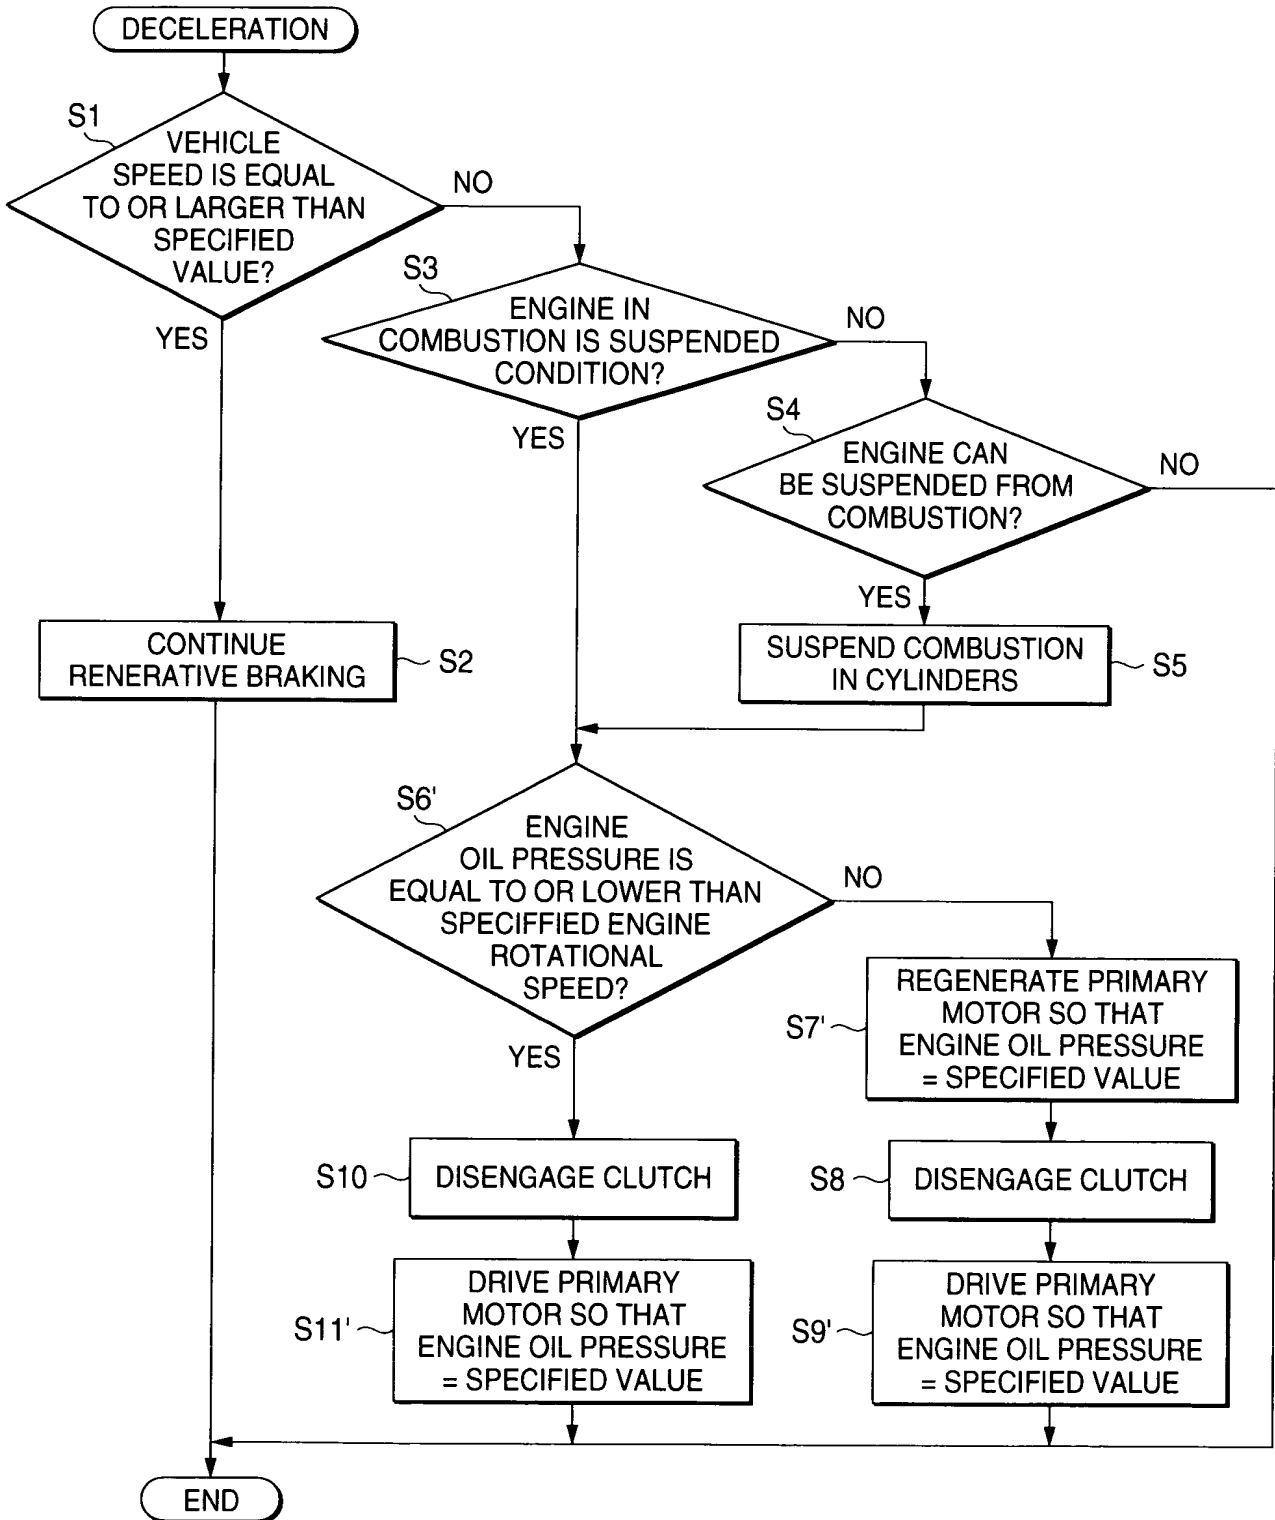 DECELERATION
S1
VEHICLE
SPEED IS EQUAL
TO OR LARGER THAN
SPECIFIED
VALUE?
NO
YES
S3
ENGINE IN
COMBUSTION IS SUSPENDED
CONDITION?
NO
YES
S4
ENGINE CAN
BE SUSPENDED FROM
COMBUSTION?
NO
YES
CONTINUE
RENERATIVE BRAKING
S2
SUSPEND COMBUSTION
IN CYLINDERS
S5
S6'
ENGINE
OIL PRESSURE IS
EQUAL TO OR LOWER THAN
SPECIFFIED ENGINE
ROTATIONAL
SPEED?
NO
YES
S7'
REGENERATE PRIMARY
MOTOR SO THAT
ENGINE OIL PRESSURE
= SPECIFIED VALUE
S10
DISENGAGE CLUTCH
S8
DISENGAGE CLUTCH
S11'
DRIVE PRIMARY
MOTOR SO THAT
ENGINE OIL PRESSURE
= SPECIFIED VALUE
S9'
DRIVE PRIMARY
MOTOR SO THAT
ENGINE OIL PRESSURE
= SPECIFIED VALUE
END